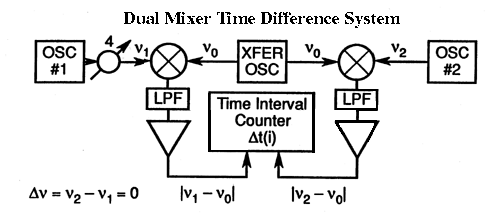 Dual Mixer Time Difference System
OSC #1
4
ν₁
ν₀
XFER OSC
ν₀
ν₂
OSC #2
LPF
LPF
Time Interval
Counter
Δt(i)
Δν = ν₂ − ν₁ = 0
|ν₁ − ν₀|
|ν₂ − ν₀|